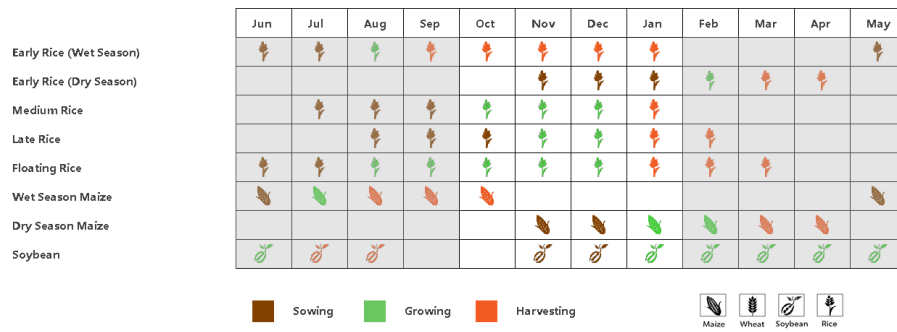 Jun Jul Aug Sep Oct Nov Dec Jan Feb Mar Apr May
Early Rice (Wet Season)
Early Rice (Dry Season)
Medium Rice
Late Rice
Floating Rice
Wet Season Maize
Dry Season Maize
Soybean
Sowing Growing Harvesting
Maize Wheat Soybean Rice